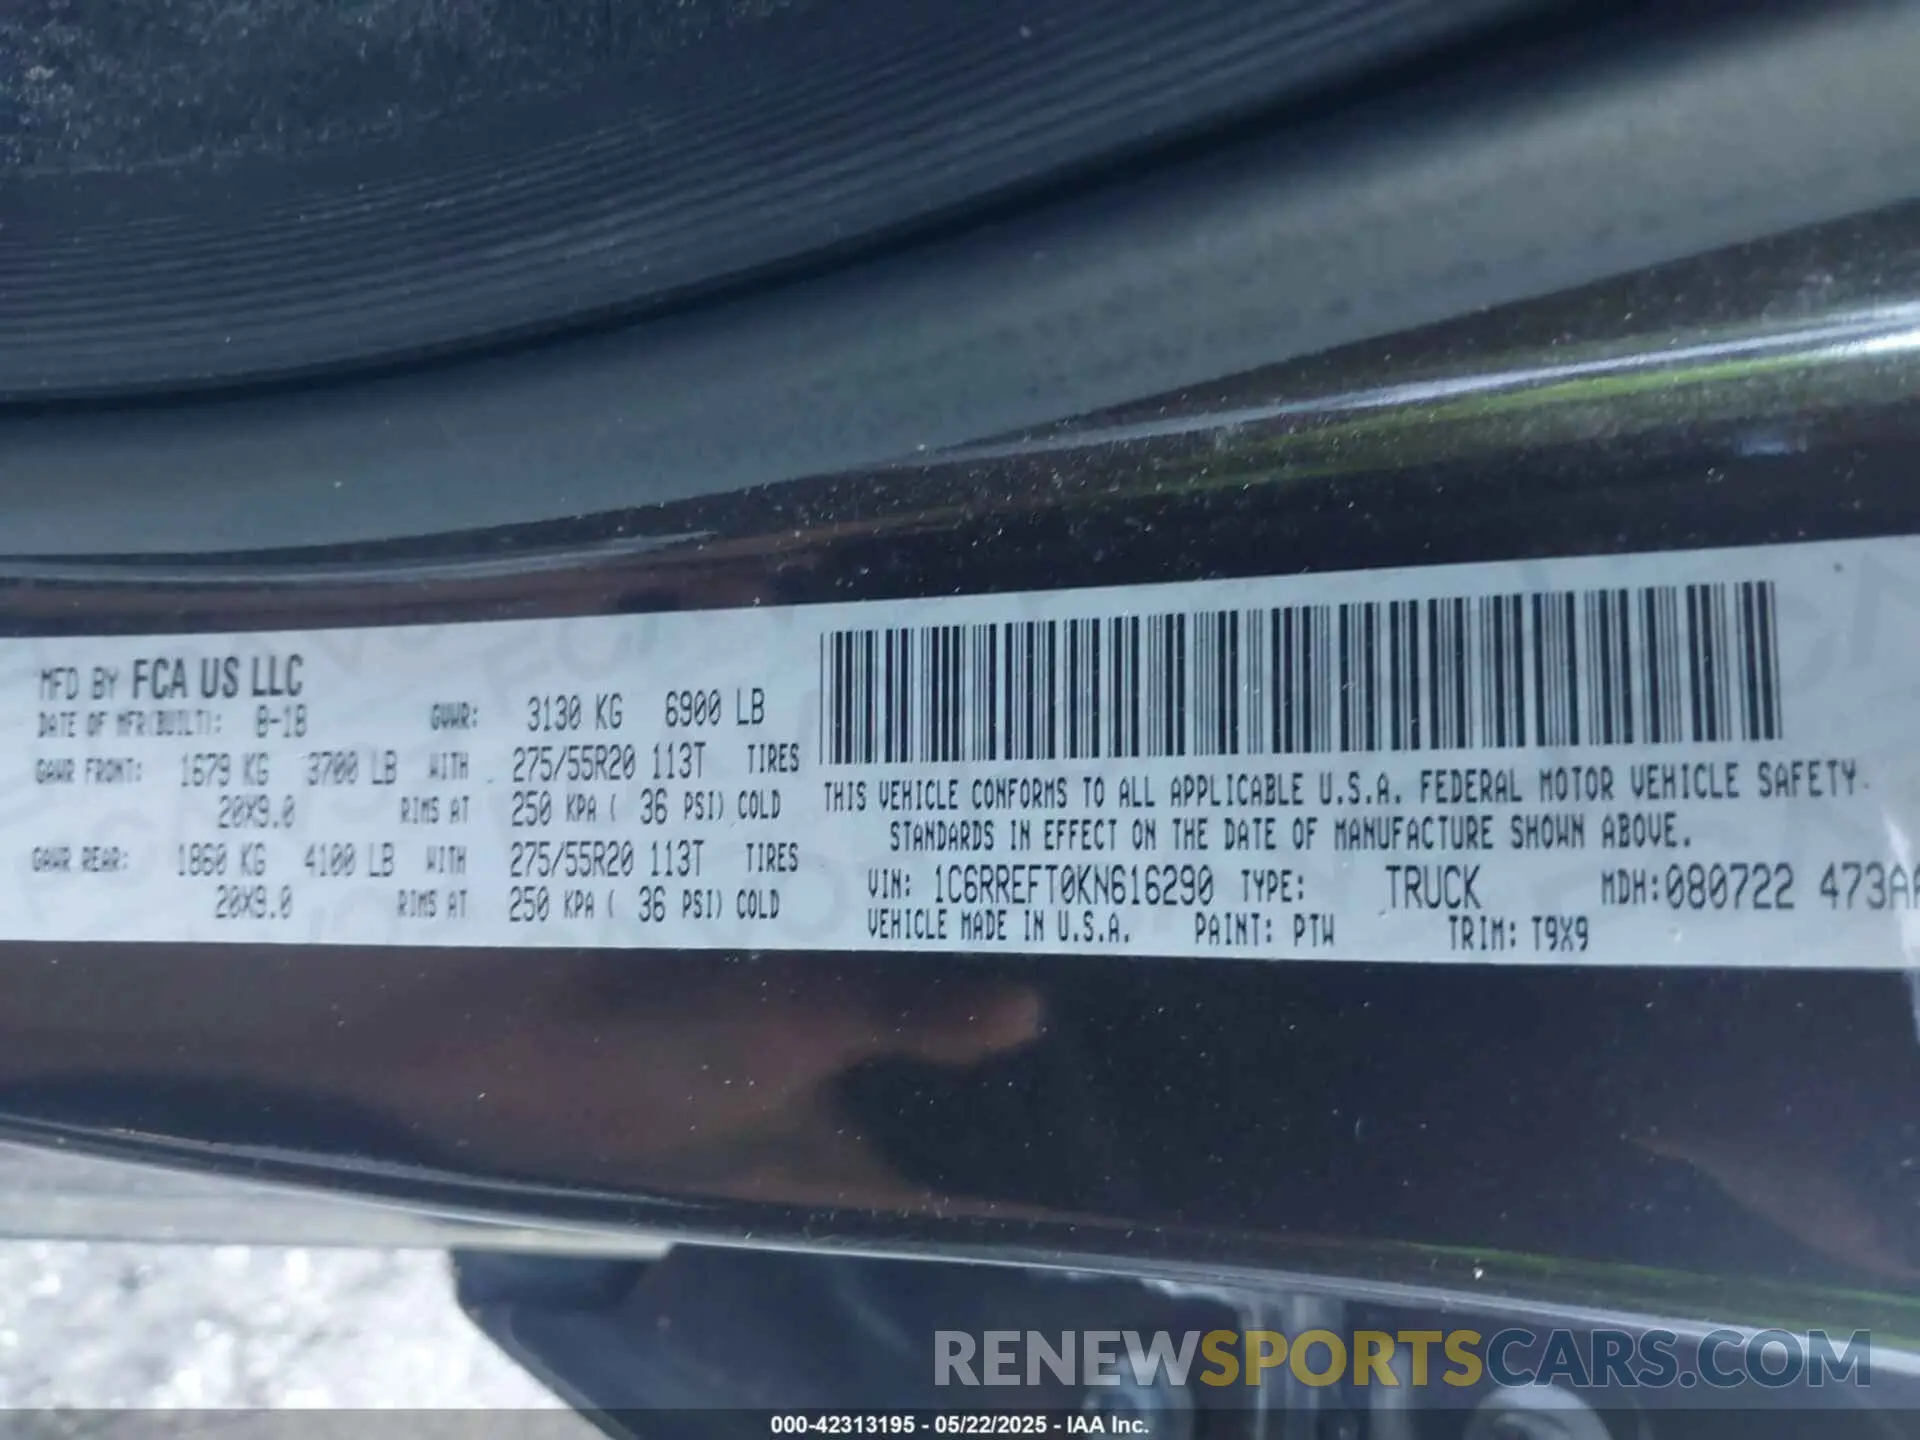 MFD BY FCA US LLC
DATE OF MFR(BUILT): 8-18 GVWR: 3130 KG 6900 LB
GAWR FRONT: 1679 KG 3700 LB WITH 275/55R20 113T TIRES
20X9.0 RIMS AT 250 KPA ( 36 PSI) COLD
GAWR REAR: 1860 KG 4100 LB WITH 275/55R20 113T TIRES
20X9.0 RIMS AT 250 KPA ( 36 PSI) COLD
THIS VEHICLE CONFORMS TO ALL APPLICABLE U.S.A. FEDERAL MOTOR VEHICLE SAFETY
STANDARDS IN EFFECT ON THE DATE OF MANUFACTURE SHOWN ABOVE.
VIN: 1C6RREFT0KN616290 TYPE: TRUCK MDH:080722 473AA
VEHICLE MADE IN U.S.A. PAINT: PTW TRIM: T9X9
RENEWSPORTSCARS.COM
000-42313195 - 05/22/2025 - IAA Inc.